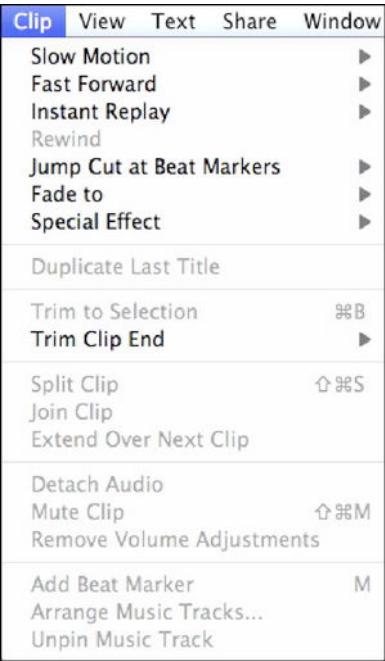 Clip View Text Share Window
Slow Motion
Fast Forward
Instant Replay
Rewind
Jump Cut at Beat Markers
Fade to
Special Effect
Duplicate Last Title
Trim to Selection ⌘B
Trim Clip End
Split Clip ⇧⌘S
Join Clip
Extend Over Next Clip
Detach Audio
Mute Clip ⇧⌘M
Remove Volume Adjustments
Add Beat Marker M
Arrange Music Tracks...
Unpin Music Track